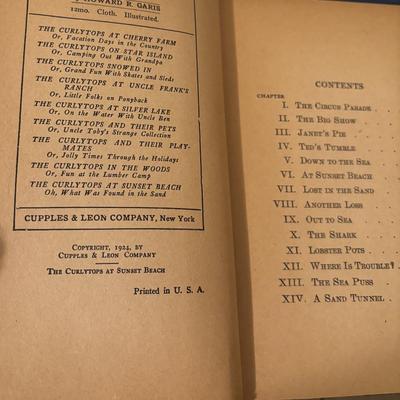 HOWARD R. GARIS
12mo. Cloth. Illustrated.
THE CURLYTOPS AT CHERRY FARM
Or, Vacation Days in the Country
THE CURLYTOPS ON STAR ISLAND
Or, Camping Out With Grandpa
THE CURLYTOPS SNOWED IN
Or, Grand Fun With Skates and Sleds
THE CURLYTOPS AT UNCLE FRANK'S
RANCH
Or, Little Folks on Ponyback
THE CURLYTOPS AT SILVER LAKE
Or, On the Water With Uncle Ben
THE CURLYTOPS AND THEIR PETS
Or, Uncle Toby's Strange Collection
THE CURLYTOPS AND THEIR PLAY-
MATES
Or, Jolly Times Through the Holidays
THE CURLYTOPS IN THE WOODS
Or, Fun at the Lumber Camp
THE CURLYTOPS AT SUNSET BEACH
Oh, What Was Found in the Sand
CUPPLES & LEON COMPANY, New York
COPYRIGHT, 1924, BY
CUPPLES & LEON COMPANY
THE CURLYTOPS AT SUNSET BEACH
Printed in U. S. A.
CONTENTS
CHAPTER
I. THE CIRCUS PARADE
II. THE BIG SHOW
III. JANET'S PIE
IV. TED'S TUMBLE
V. DOWN TO THE SEA
VI. AT SUNSET BEACH
VII. LOST IN THE SAND
VIII. ANOTHER LOSS
IX. OUT TO SEA
X. THE SHARK
XI. LOBSTER POTS
XII. WHERE IS TROUBLE?
XIII. THE SEA PUSS
XIV. A SAND TUNNEL